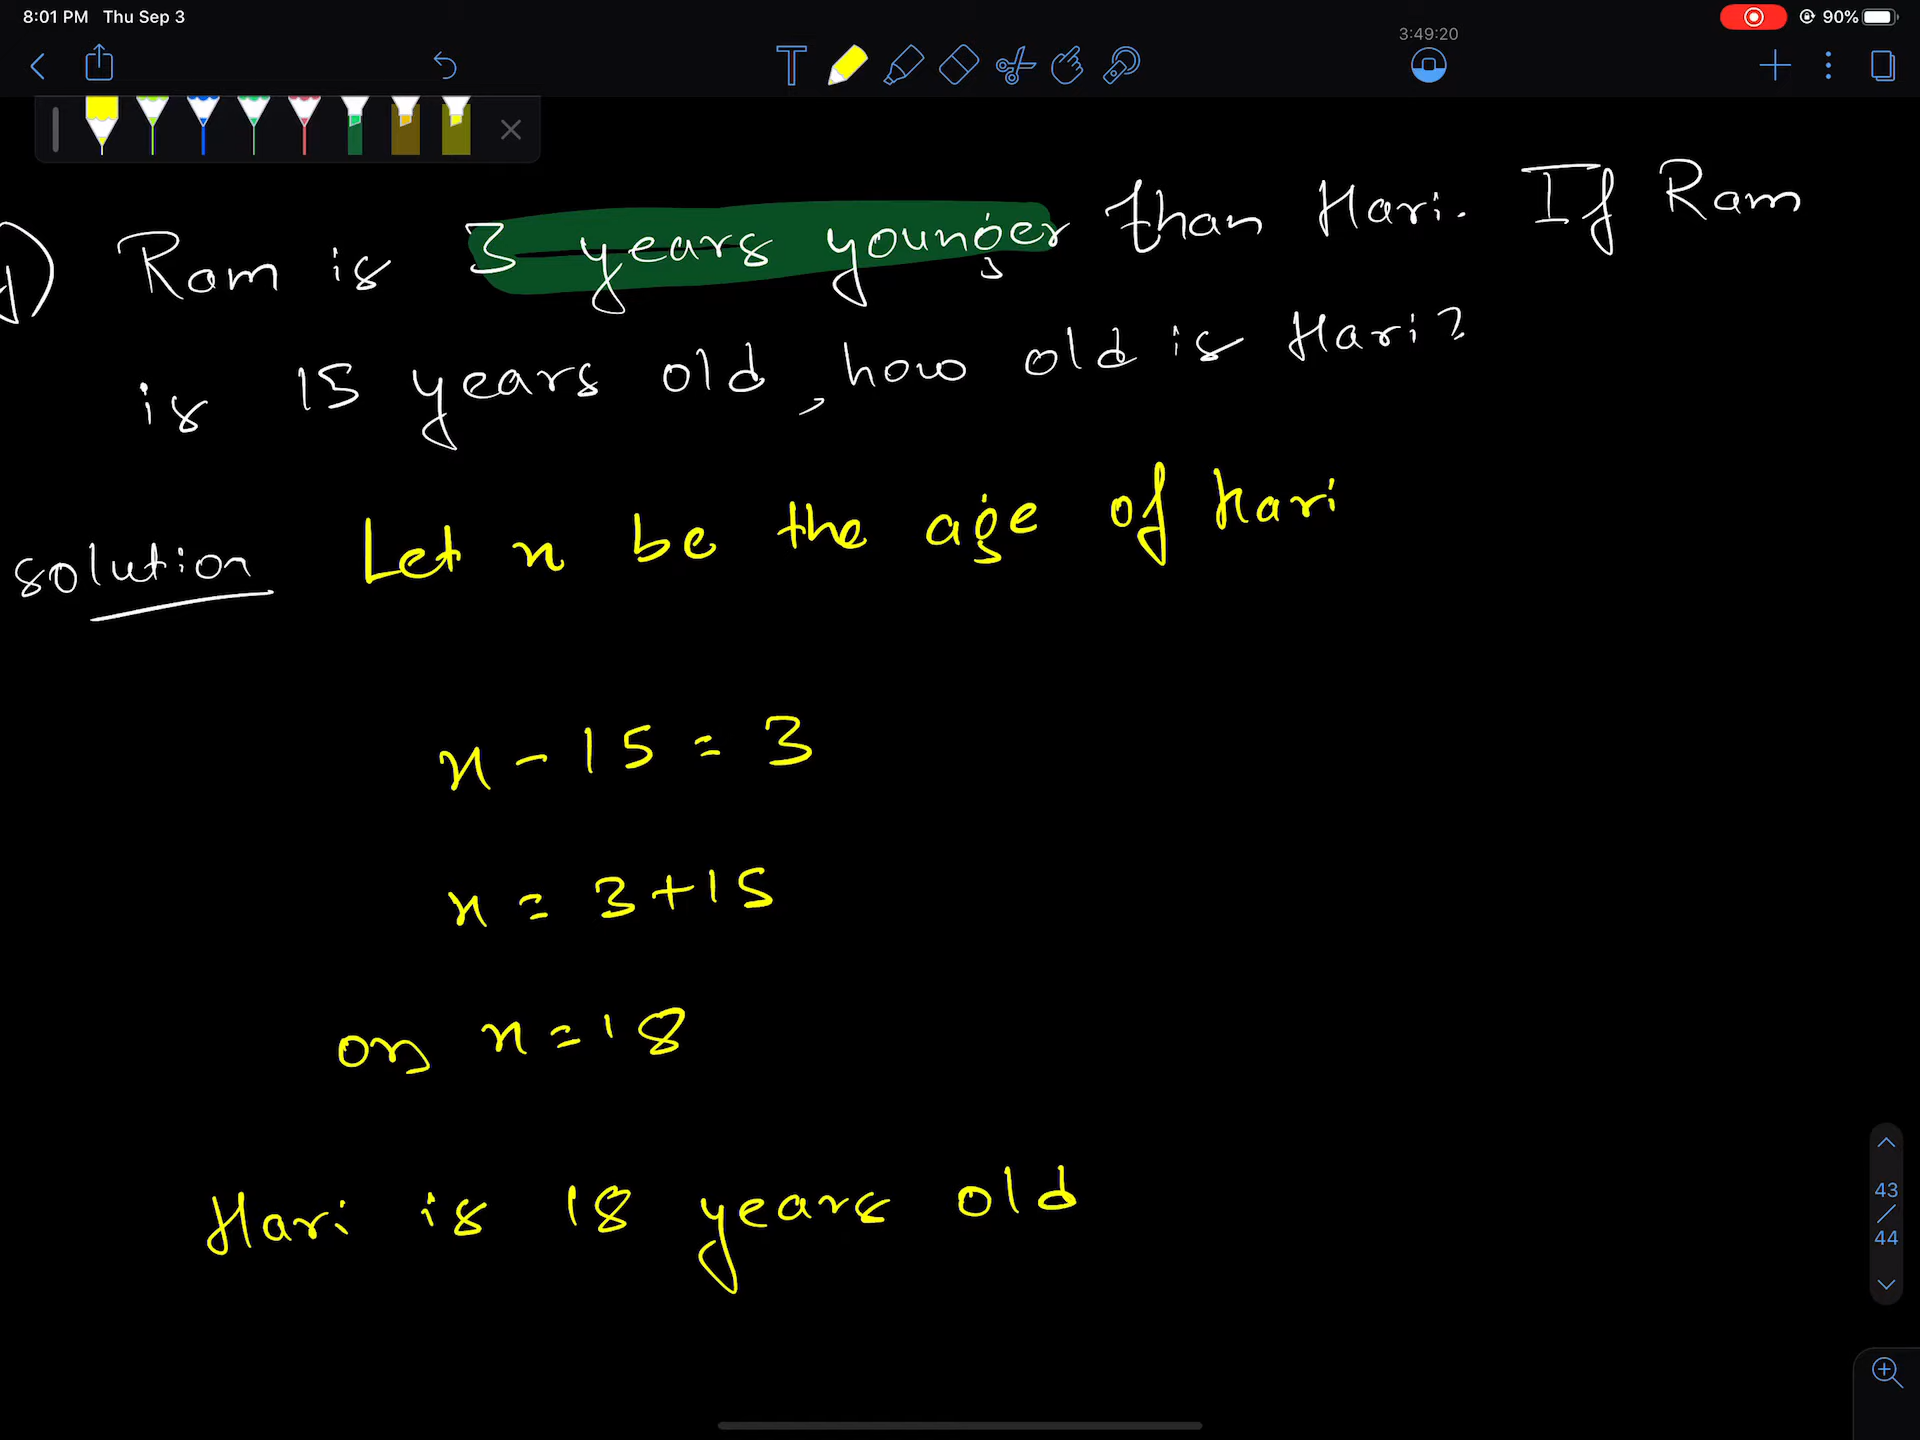 8:01 PM Thu Sep 3
90%
3:49:20
Ram is 3 years younger than Hari. If Ram
is 15 years old, how old is Hari?
solution Let x be the age of Hari
x - 15 = 3
x = 3 + 15
or x = 18
Hari is 18 years old
43
/
44